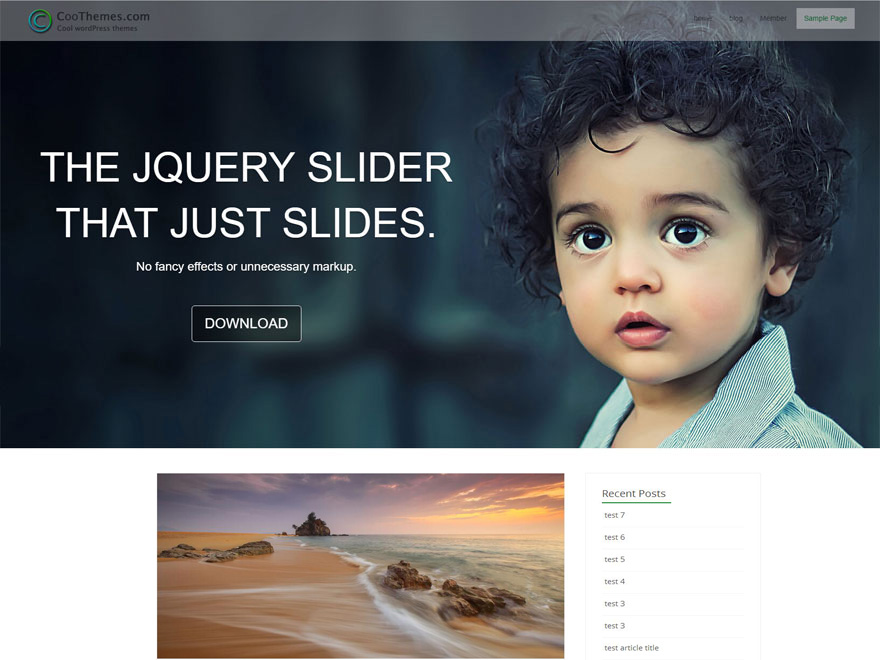 CooThemes.com
Cool wordPress themes
home
blog
Member
Sample Page
THE JQUERY SLIDER
THAT JUST SLIDES.
No fancy effects or unnecessary markup.
DOWNLOAD
Recent Posts
test 7
test 6
test 5
test 4
test 3
test 3
test article title